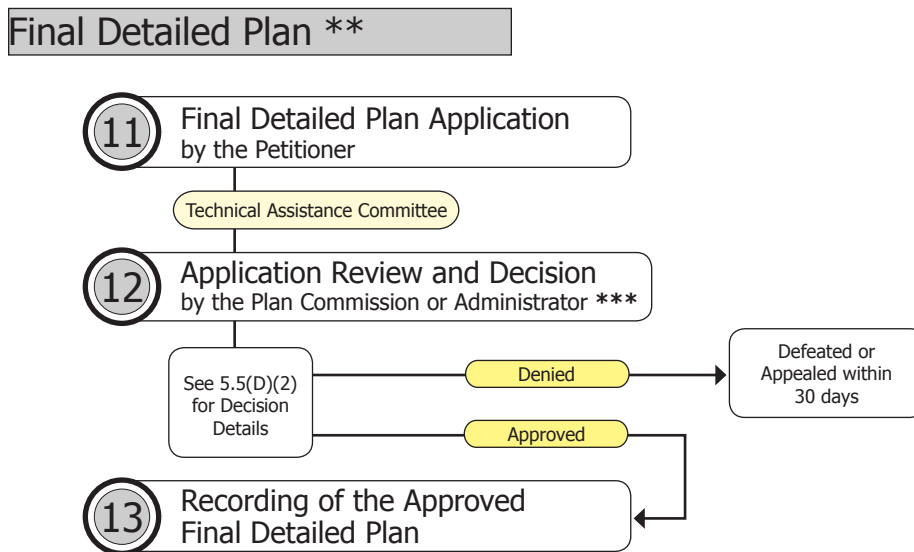 Final Detailed Plan **
11
Final Detailed Plan Application
by the Petitioner
Technical Assistance Committee
12
Application Review and Decision
by the Plan Commission or Administrator ***
See 5.5(D)(2)
for Decision
Details
Denied
Defeated or
Appealed within
30 days
Approved
13
Recording of the Approved
Final Detailed Plan